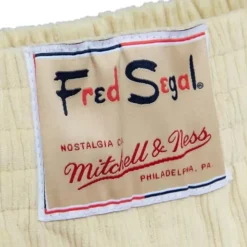 Fred Segal®
NOSTALGIA CO.
Mitchell & Ness
PHILADELPHIA, PA.